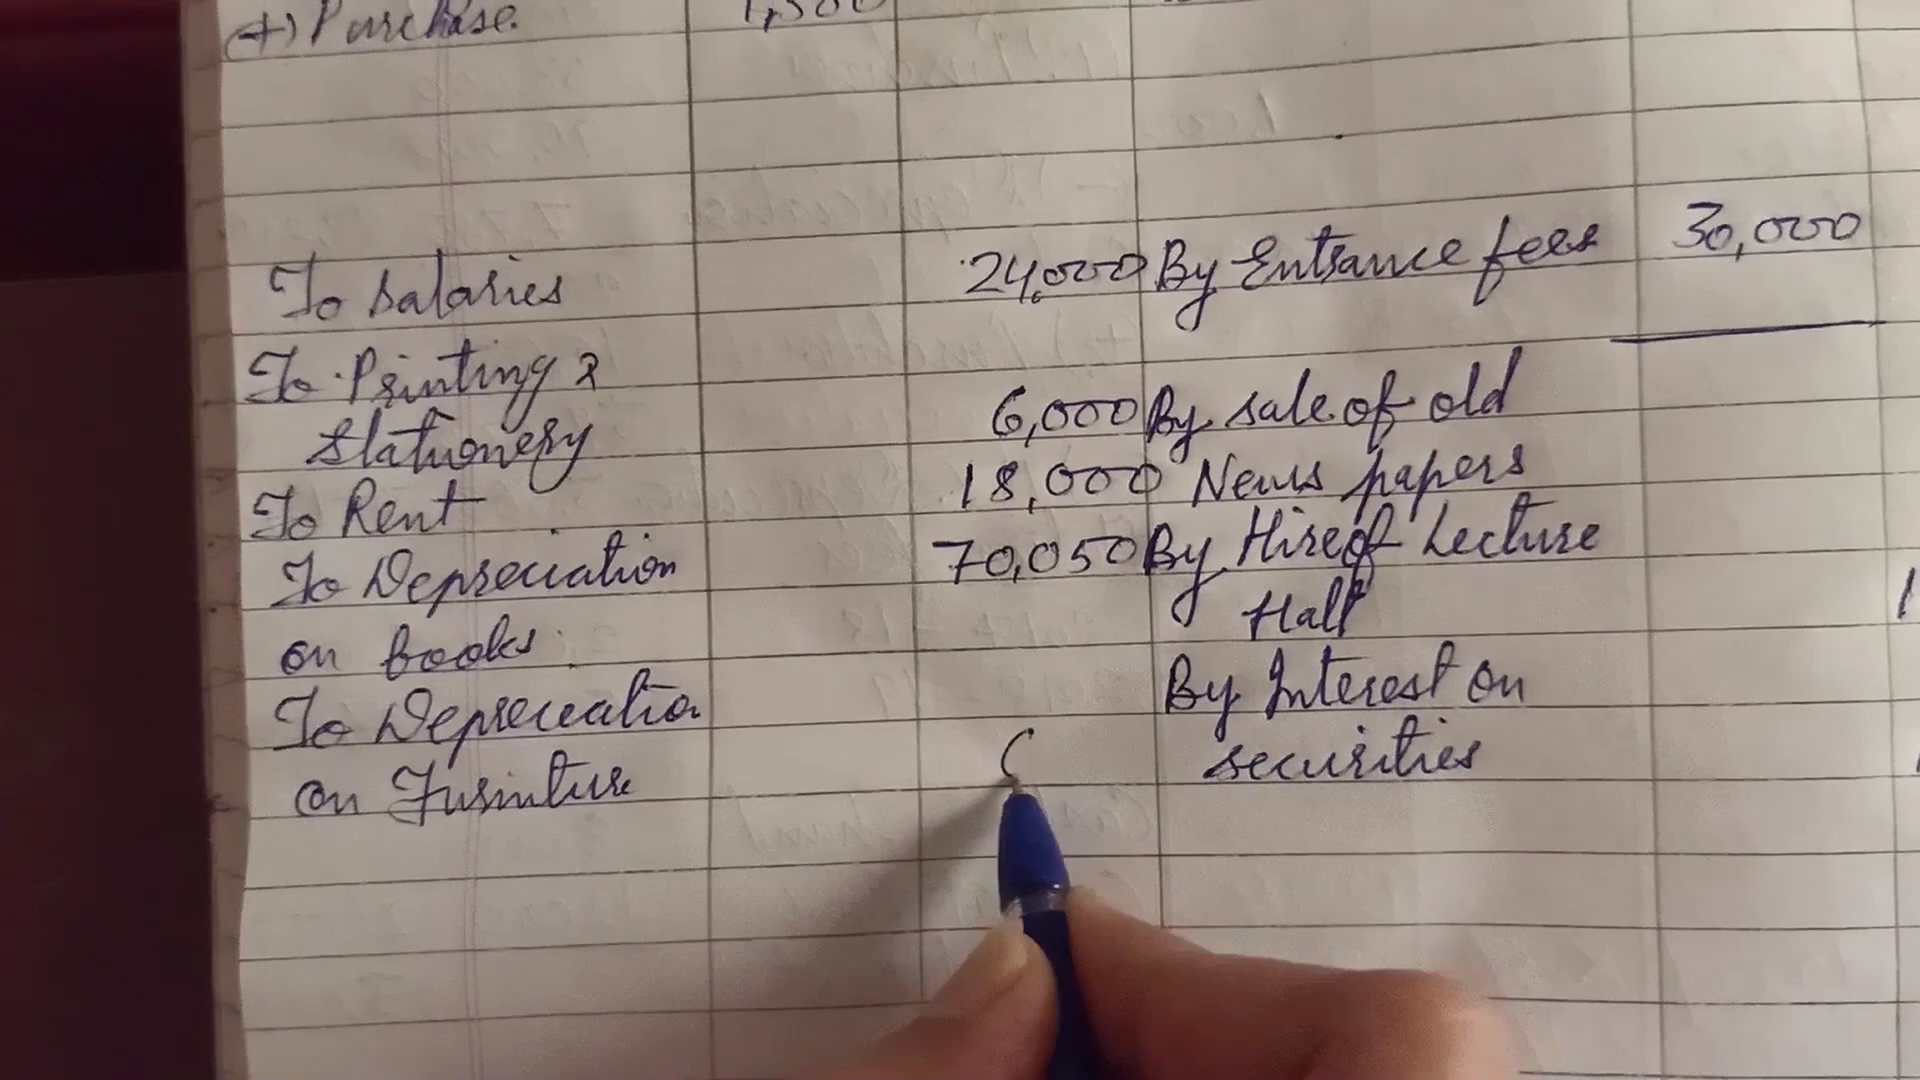 (+) Purchase. 1,500
To salaries 24,000 By Entrance fees 30,000
To Printing &
stationery 6,000 By sale of old
To Rent 18,000 News papers
To Depreciation 70,050 By Hire of Lecture
on books Hall
To Depreciation By Interest on
on Furniture securities